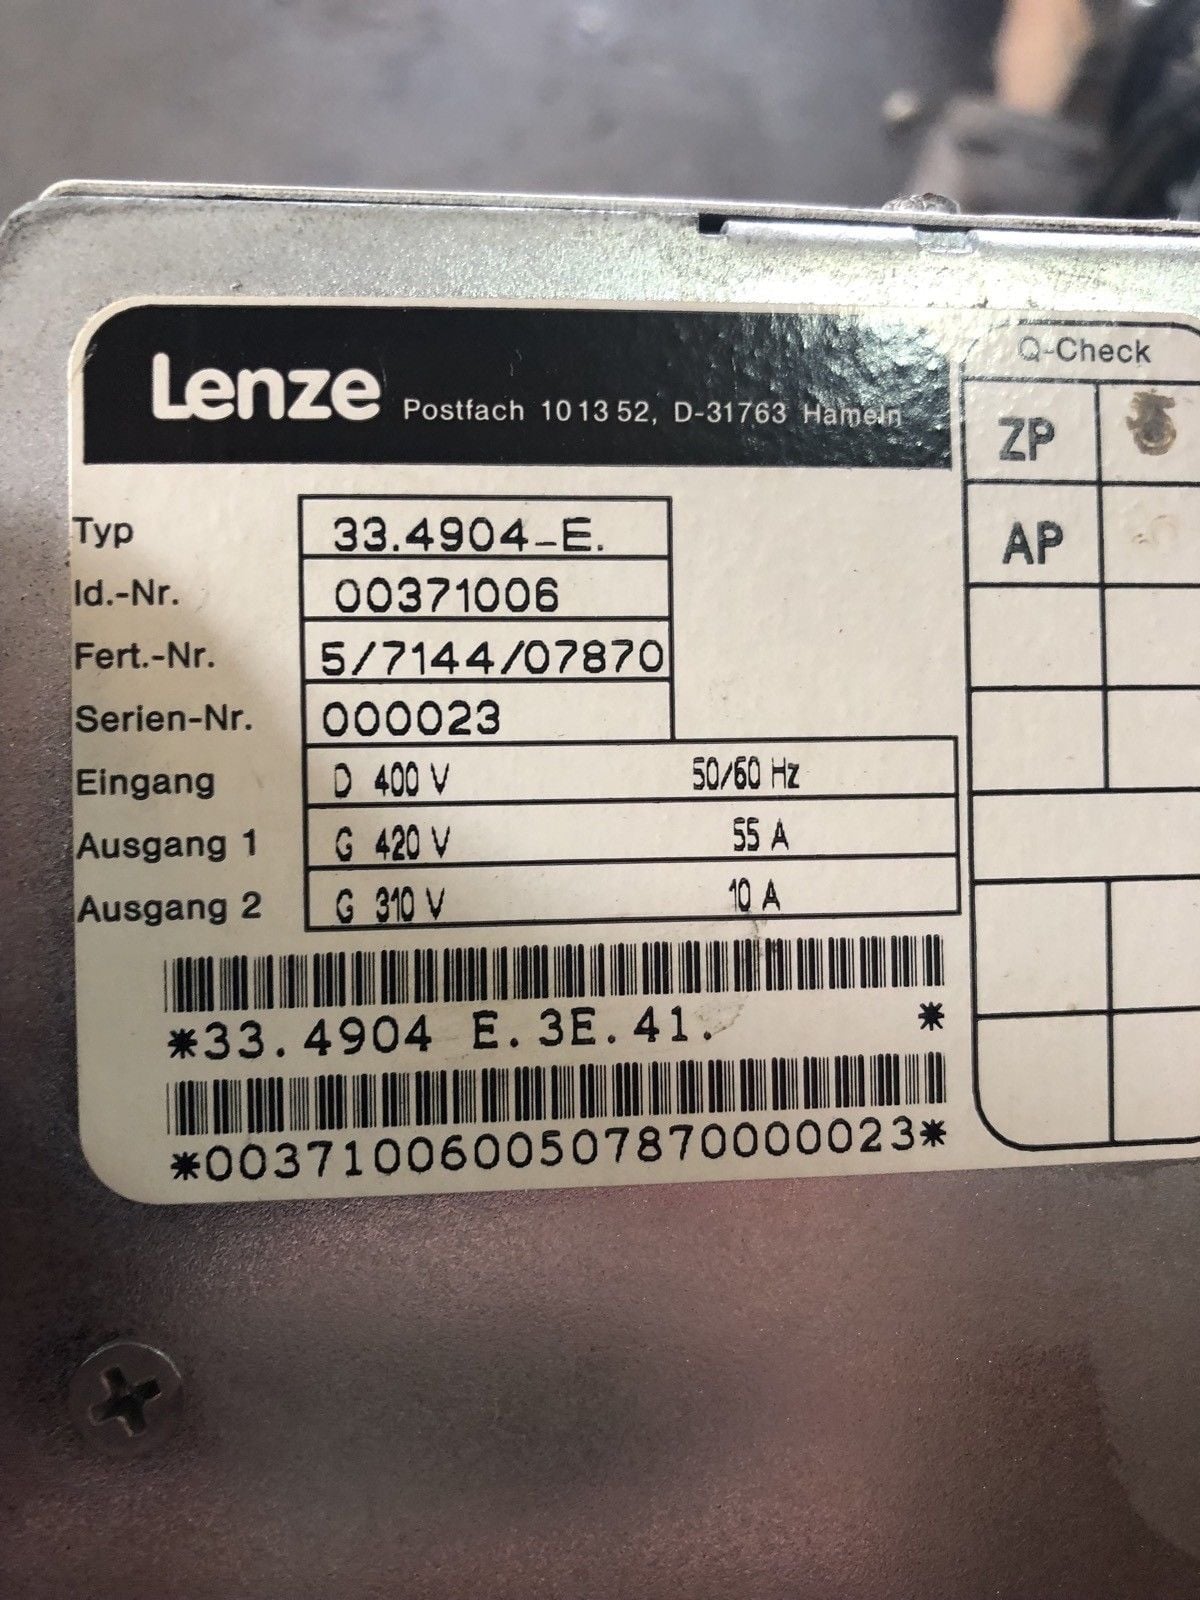 Lenze Postfach 10 13 52, D-31763 Hameln
Q-Check
ZP
AP
Typ 33.4904-E.
Id.-Nr. 00371006
Fert.-Nr. 5/7144/07870
Serien-Nr. 000023
Eingang D 400 V 50/60 Hz
Ausgang 1 G 420 V 55 A
Ausgang 2 G 310 V 10 A
*33.4904 E.3E.41. *
*0037100600507870000023*